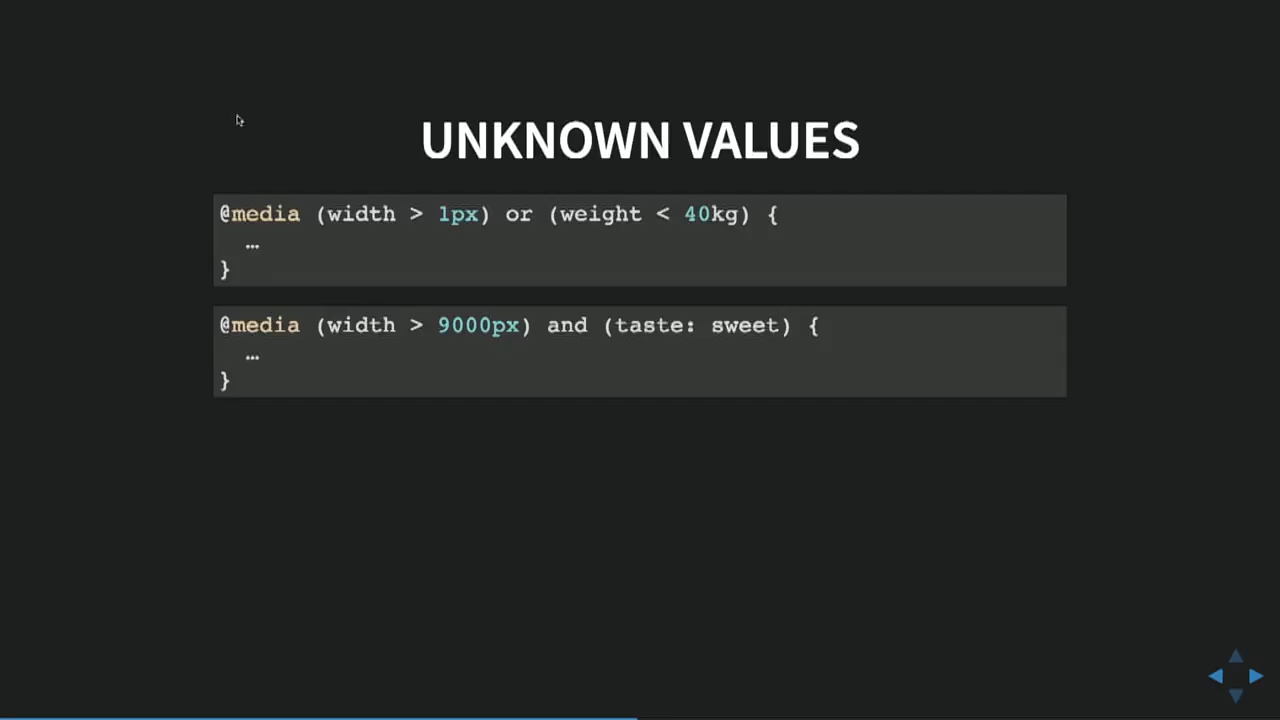 UNKNOWN VALUES
@media (width > 1px) or (weight < 40kg) {
  …
}
@media (width > 9000px) and (taste: sweet) {
  …
}